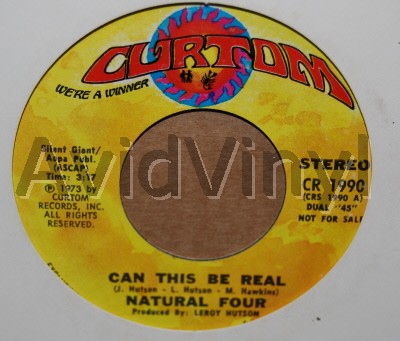 CURTOM
WE'RE A WINNER
Silent Giant/
Aopa Publ.
(ASCAP)
Time: 3:17
℗ 1973 by
CURTOM
RECORDS, INC.
ALL RIGHTS
RESERVED.
STEREO
CR 1990
(CRS 1990 A)
DUAL "45"
NOT FOR SALE
AvidVinyl
CAN THIS BE REAL
(J. Hutson - L. Hutson - M. Hawkins)
NATURAL FOUR
Produced By: LEROY HUTSON